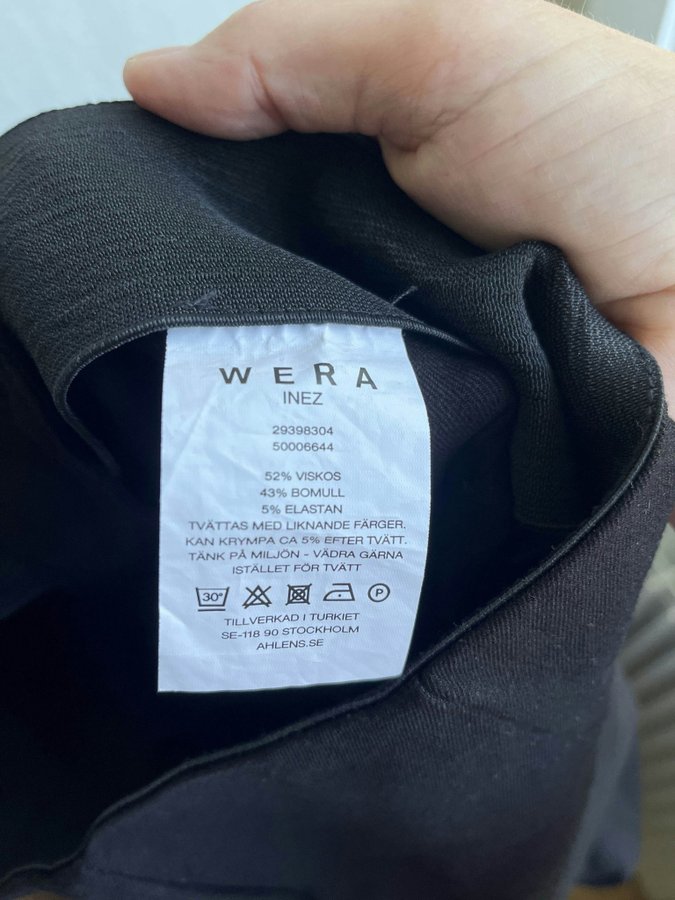 WERA
INEZ
29398304
50006644
52% VISKOS
43% BOMULL
5% ELASTAN
TVÄTTAS MED LIKNANDE FÄRGER.
KAN KRYMPA CA 5% EFTER TVÄTT.
TÄNK PÅ MILJÖN - VÄDRA GÄRNA
ISTÄLLET FÖR TVÄTT
30° P
TILLVERKAD I TURKIET
SE-118 90 STOCKHOLM
AHLENS.SE